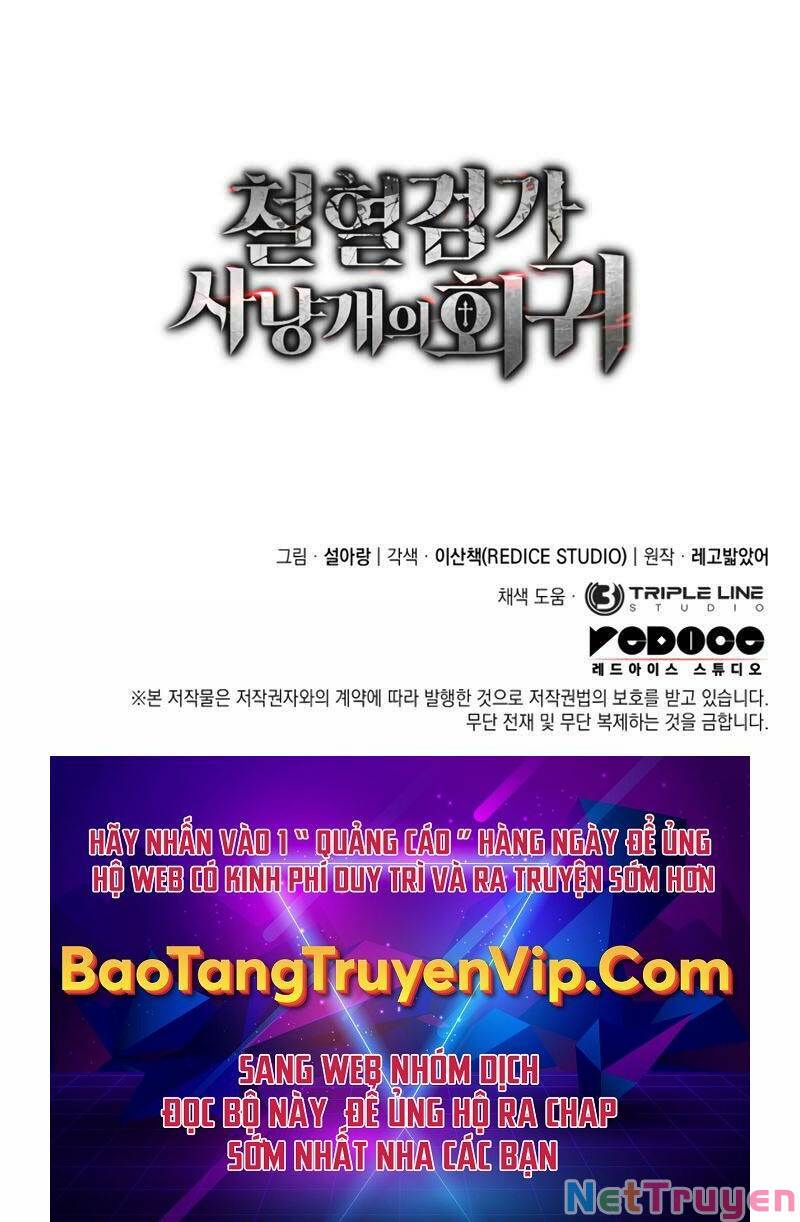 철혈검가
사냥개의 회귀
그림 · 설아랑 | 각색 · 이산책(REDICE STUDIO) | 원작 · 레고밟았어
채색 도움 · 3 TRIPLE LINE
STUDIO
REDICE
레드아이스 스튜디오
※본 저작물은 저작권자와의 계약에 따라 발행한 것으로 저작권법의 보호를 받고 있습니다.
무단 전재 및 무단 복제하는 것을 금합니다.
HÃY NHẤN VÀO 1 “ QUẢNG CÁO ” HÀNG NGÀY ĐỂ ỦNG
HỘ WEB CÓ KINH PHÍ DUY TRÌ VÀ RA TRUYỆN SỚM HƠN
BaoTangTruyenVip.Com
SANG WEB NHÓM DỊCH
ĐỌC BỘ NÀY ĐỂ ỦNG HỘ RA CHAP
SỚM NHẤT NHA CÁC BẠN
NetTruyen